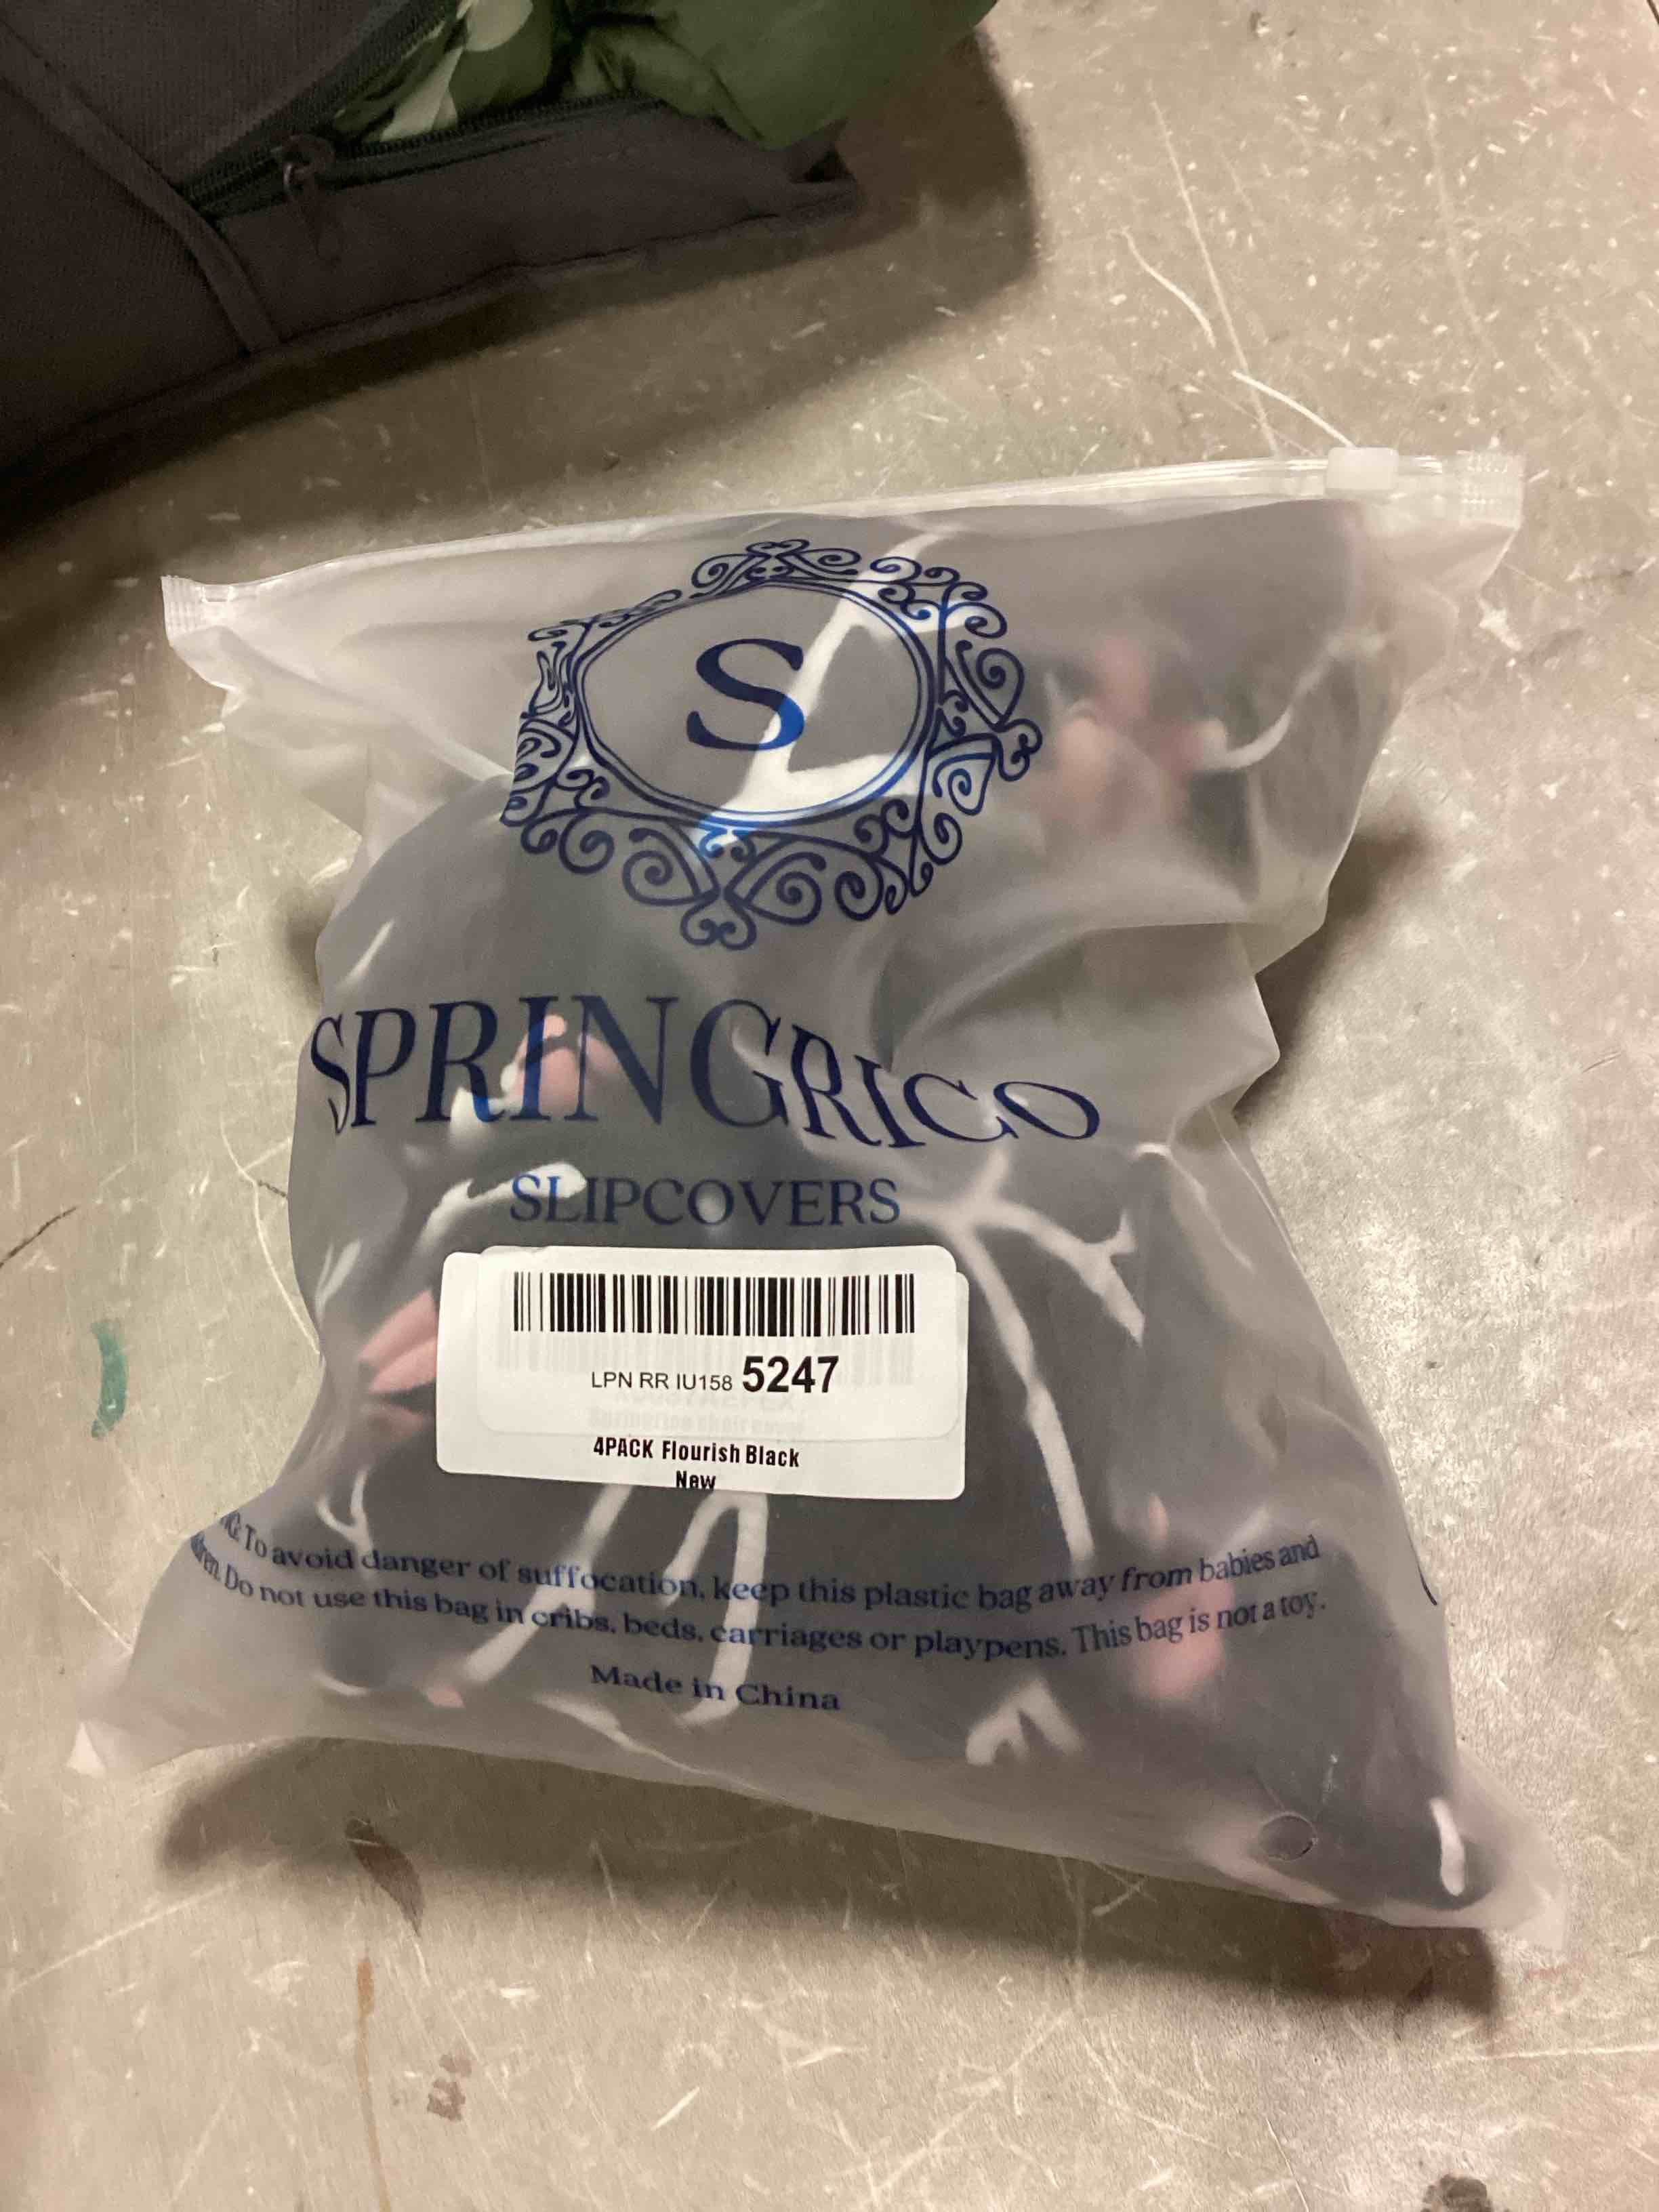 S
SPRINGRICO
SLIPCOVERS
LPN RR IU158 5247
4PACK Flourish Black
New
To avoid danger of suffocation, keep this plastic bag away from babies and
Do not use this bag in cribs, beds, carriages or playpens. This bag is not a toy.
Made in China